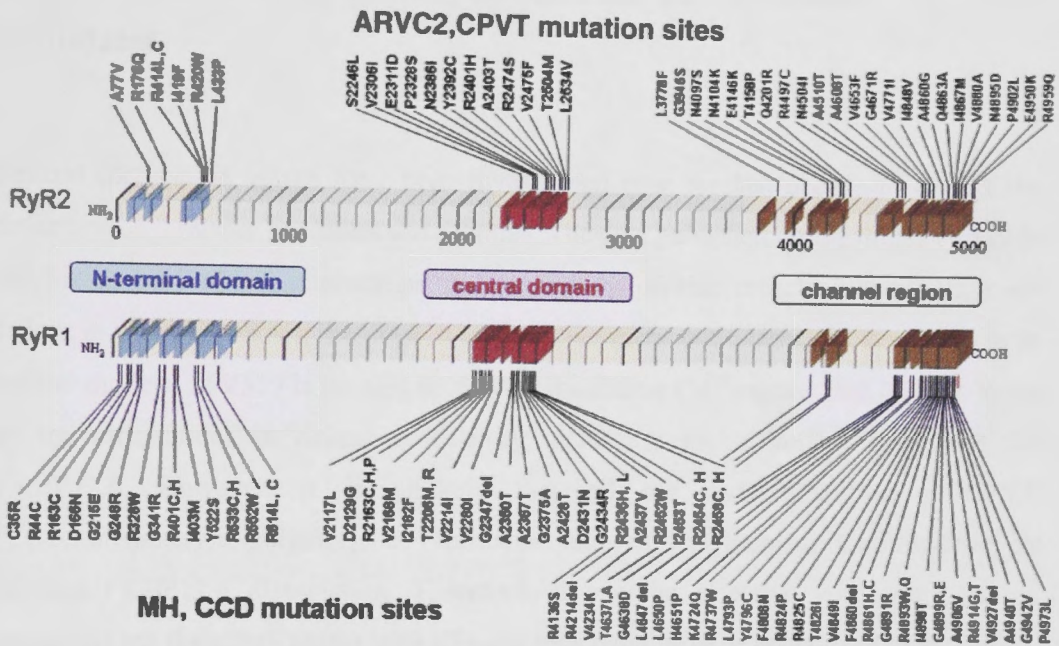 ARVC2,CPVT mutation sites
A77V
R176Q
R414L,C
I419F
R420W
L433P
S2246L
V2306I
E2311D
P2328S
N2386I
Y2392C
R2401H
A2403T
R2474S
V2475F
T2504M
L2534V
L3778F
G3946S
N4097S
N4104K
E4146K
T4158P
Q4201R
R4497C
N4504I
A4510T
A4608T
V4653F
G4671R
V4771I
I4848V
A4860G
Q4863A
I4867M
V4880A
N4895D
P4902L
E4950K
R4959Q
RyR2
NH2
COOH
0
1000
2000
3000
4000
5000
N-terminal domain
central domain
channel region
RyR1
NH2
COOH
C35R
R44C
R163C
D166N
G215E
G248R
R328W
G341R
R401C,H
I403M
Y522S
R533C,H
R552W
R614L, C
V2117L
D2129G
R2163C,H,P
V2168M
I2182F
T2206M, R
V2214I
V2280I
G2347del
A2350T
A2367T
G2375A
A2428T
D2431N
G2434R
R2435H, L
A2437V
R2452W
I2453T
R2454C, H
R2458C, H
R4136S
R4214del
V4234K
T4637I,A
G4638D
L4647del
L4650P
H4651P
K4724Q
R4737W
L4793P
Y4796C
F4808N
R4824P
R4825C
T4826I
V4849I
F4860del
R4861H,C
G4891R
R4893W,Q
I4898T
G4899R,E
A4906V
R4914G,T
V4927del
A4940T
G4942V
P4973L
MH, CCD mutation sites